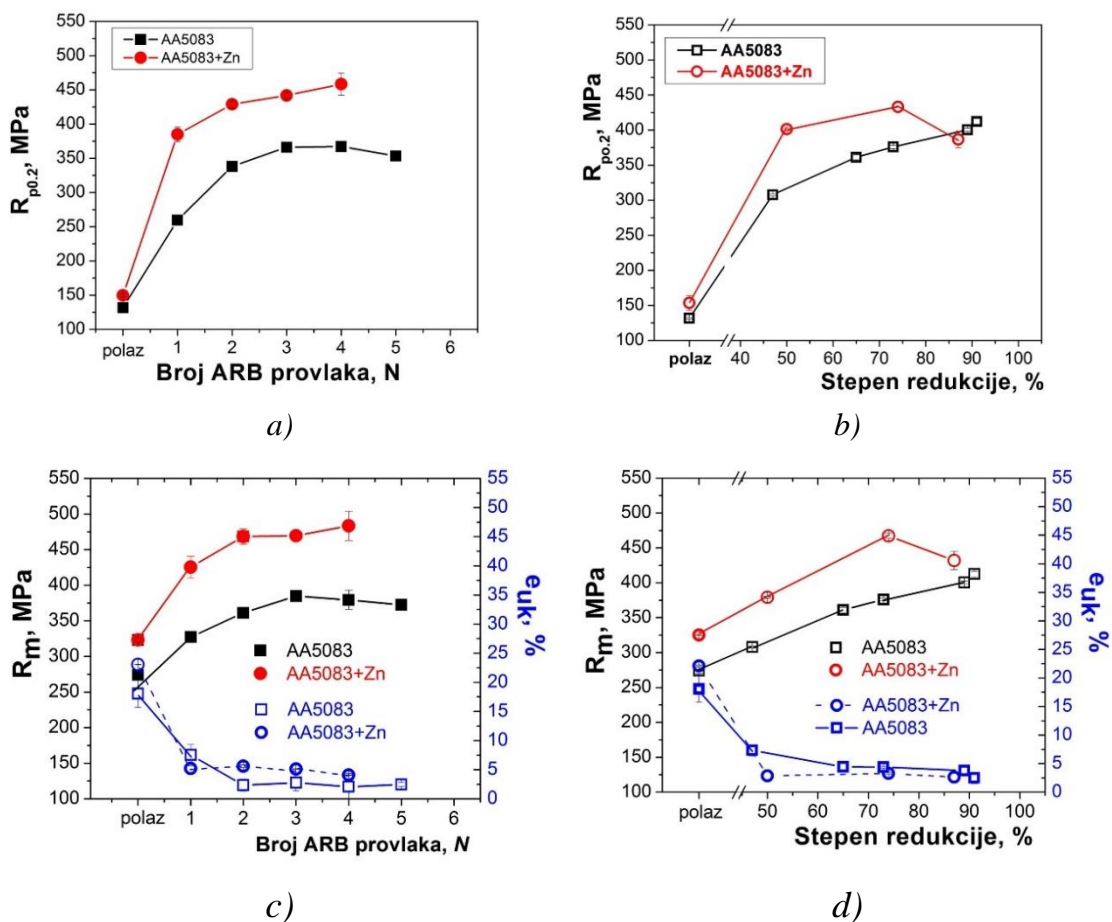 550
500
450
400
350
300
250
200
150
100
Rp0.2, MPa
AA5083
AA5083+Zn
polaz 1 2 3 4 5 6
Broj ARB provlaka, N
a)
550
500
450
400
350
300
250
200
150
100
Rpo.2, MPa
AA5083
AA5083+Zn
polaz 40 50 60 70 80 90 100
Stepen redukcije, %
b)
550
500
450
400
350
300
250
200
150
100
Rm, MPa
AA5083
AA5083+Zn
AA5083
AA5083+Zn
55
50
45
40
35
30
25
20
15
10
5
0
euk, %
polaz 1 2 3 4 5 6
Broj ARB provlaka, N
c)
550
500
450
400
350
300
250
200
150
100
Rm, MPa
AA5083
AA5083+Zn
AA5083+Zn
AA5083
55
50
45
40
35
30
25
20
15
10
5
0
euk, %
polaz 50 60 70 80 90 100
Stepen redukcije, %
d)